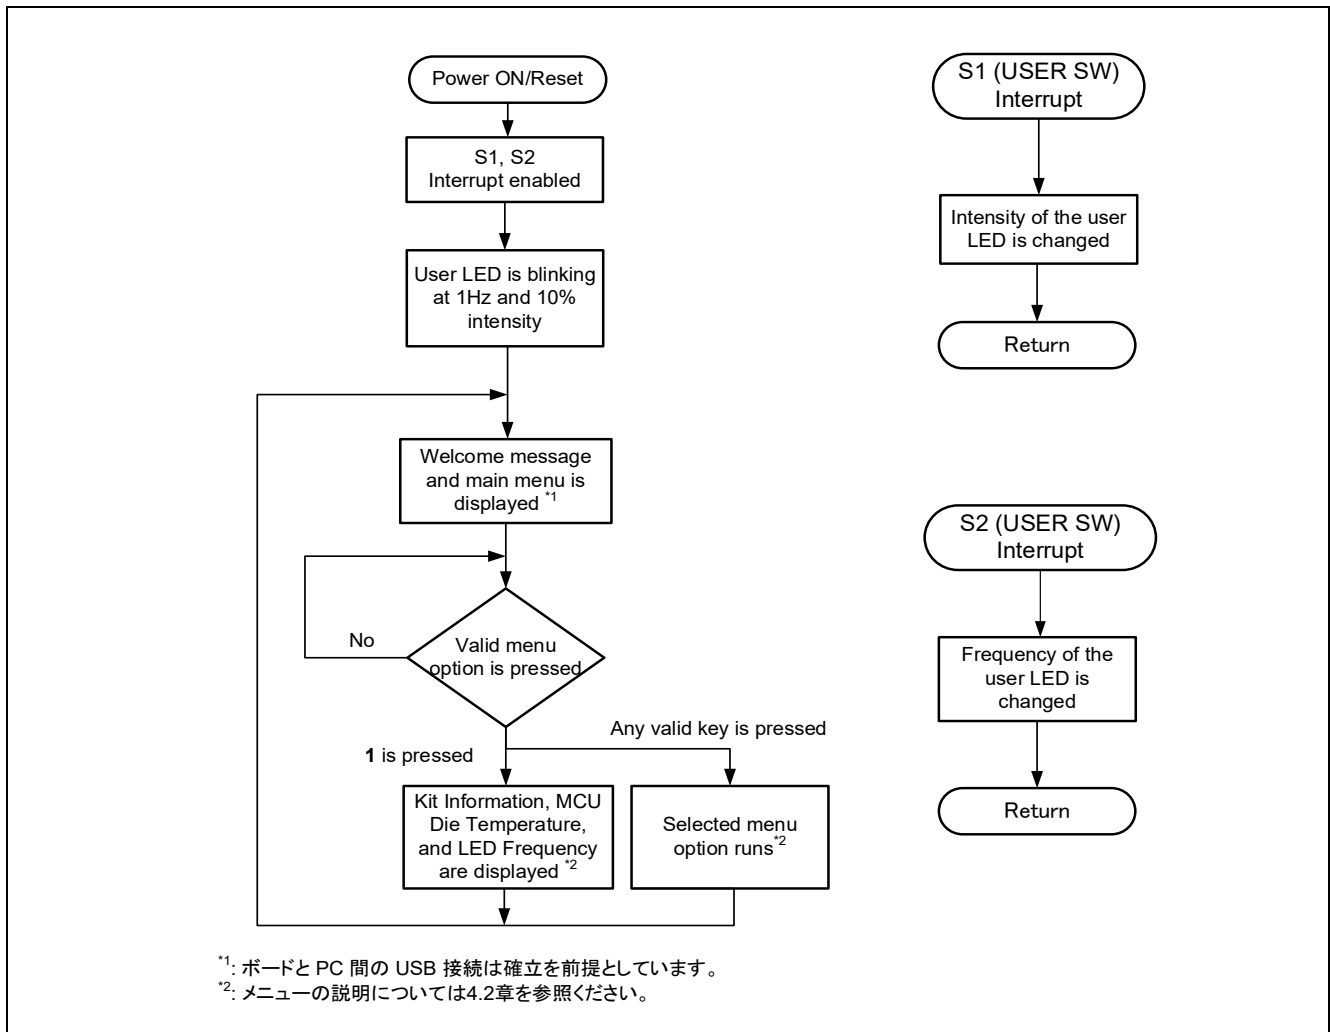 Power ON/Reset
S1, S2
Interrupt enabled
User LED is blinking
at 1Hz and 10%
intensity
Welcome message
and main menu is
displayed *1
No
Valid menu
option is pressed
1 is pressed
Any valid key is pressed
Kit Information, MCU
Die Temperature,
and LED Frequency
are displayed *2
Selected menu
option runs*2
S1 (USER SW)
Interrupt
Intensity of the user
LED is changed
Return
S2 (USER SW)
Interrupt
Frequency of the
user LED is
changed
Return
*1: ボードと PC 間の USB 接続は確立を前提としています。
*2: メニューの説明については4.2章を参照ください。